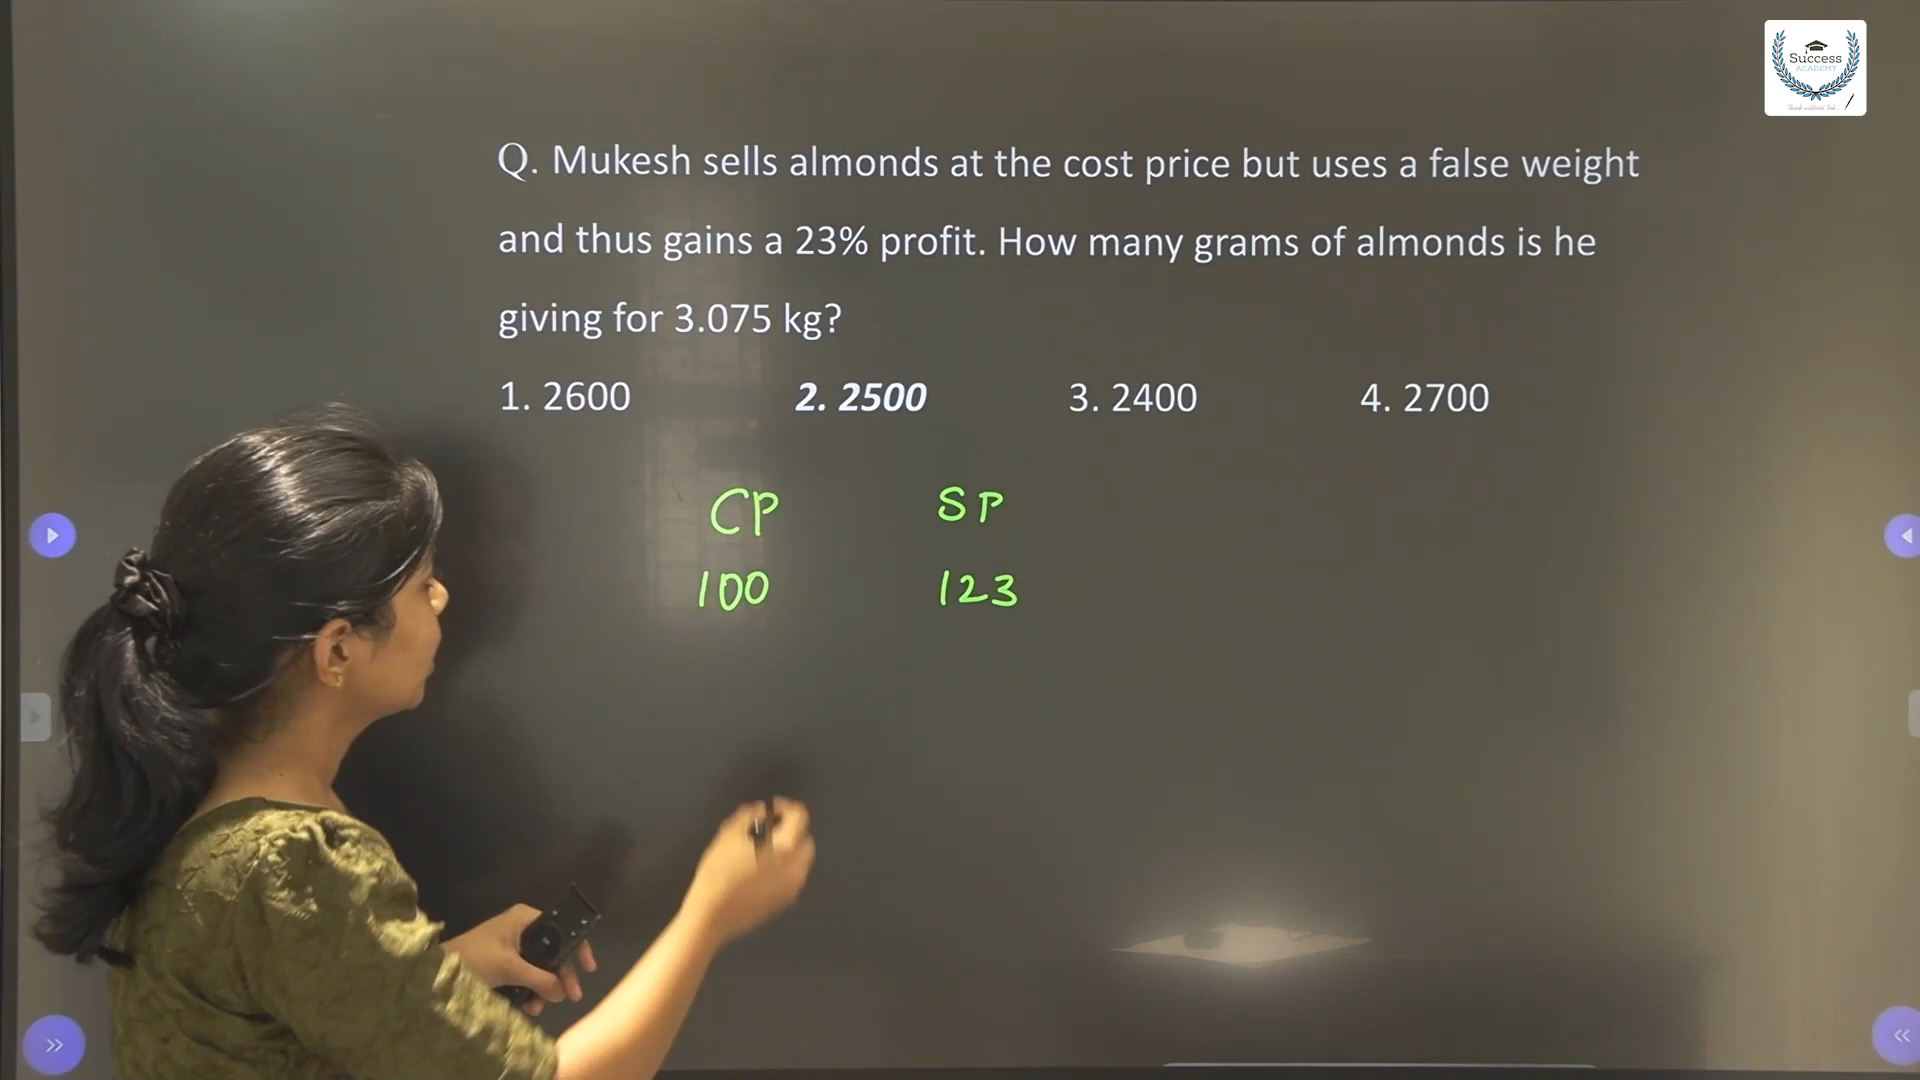 Success
ACADEMY
Q. Mukesh sells almonds at the cost price but uses a false weight
and thus gains a 23% profit. How many grams of almonds is he
giving for 3.075 kg?
1. 2600 2. 2500 3. 2400 4. 2700
CP SP
100 123